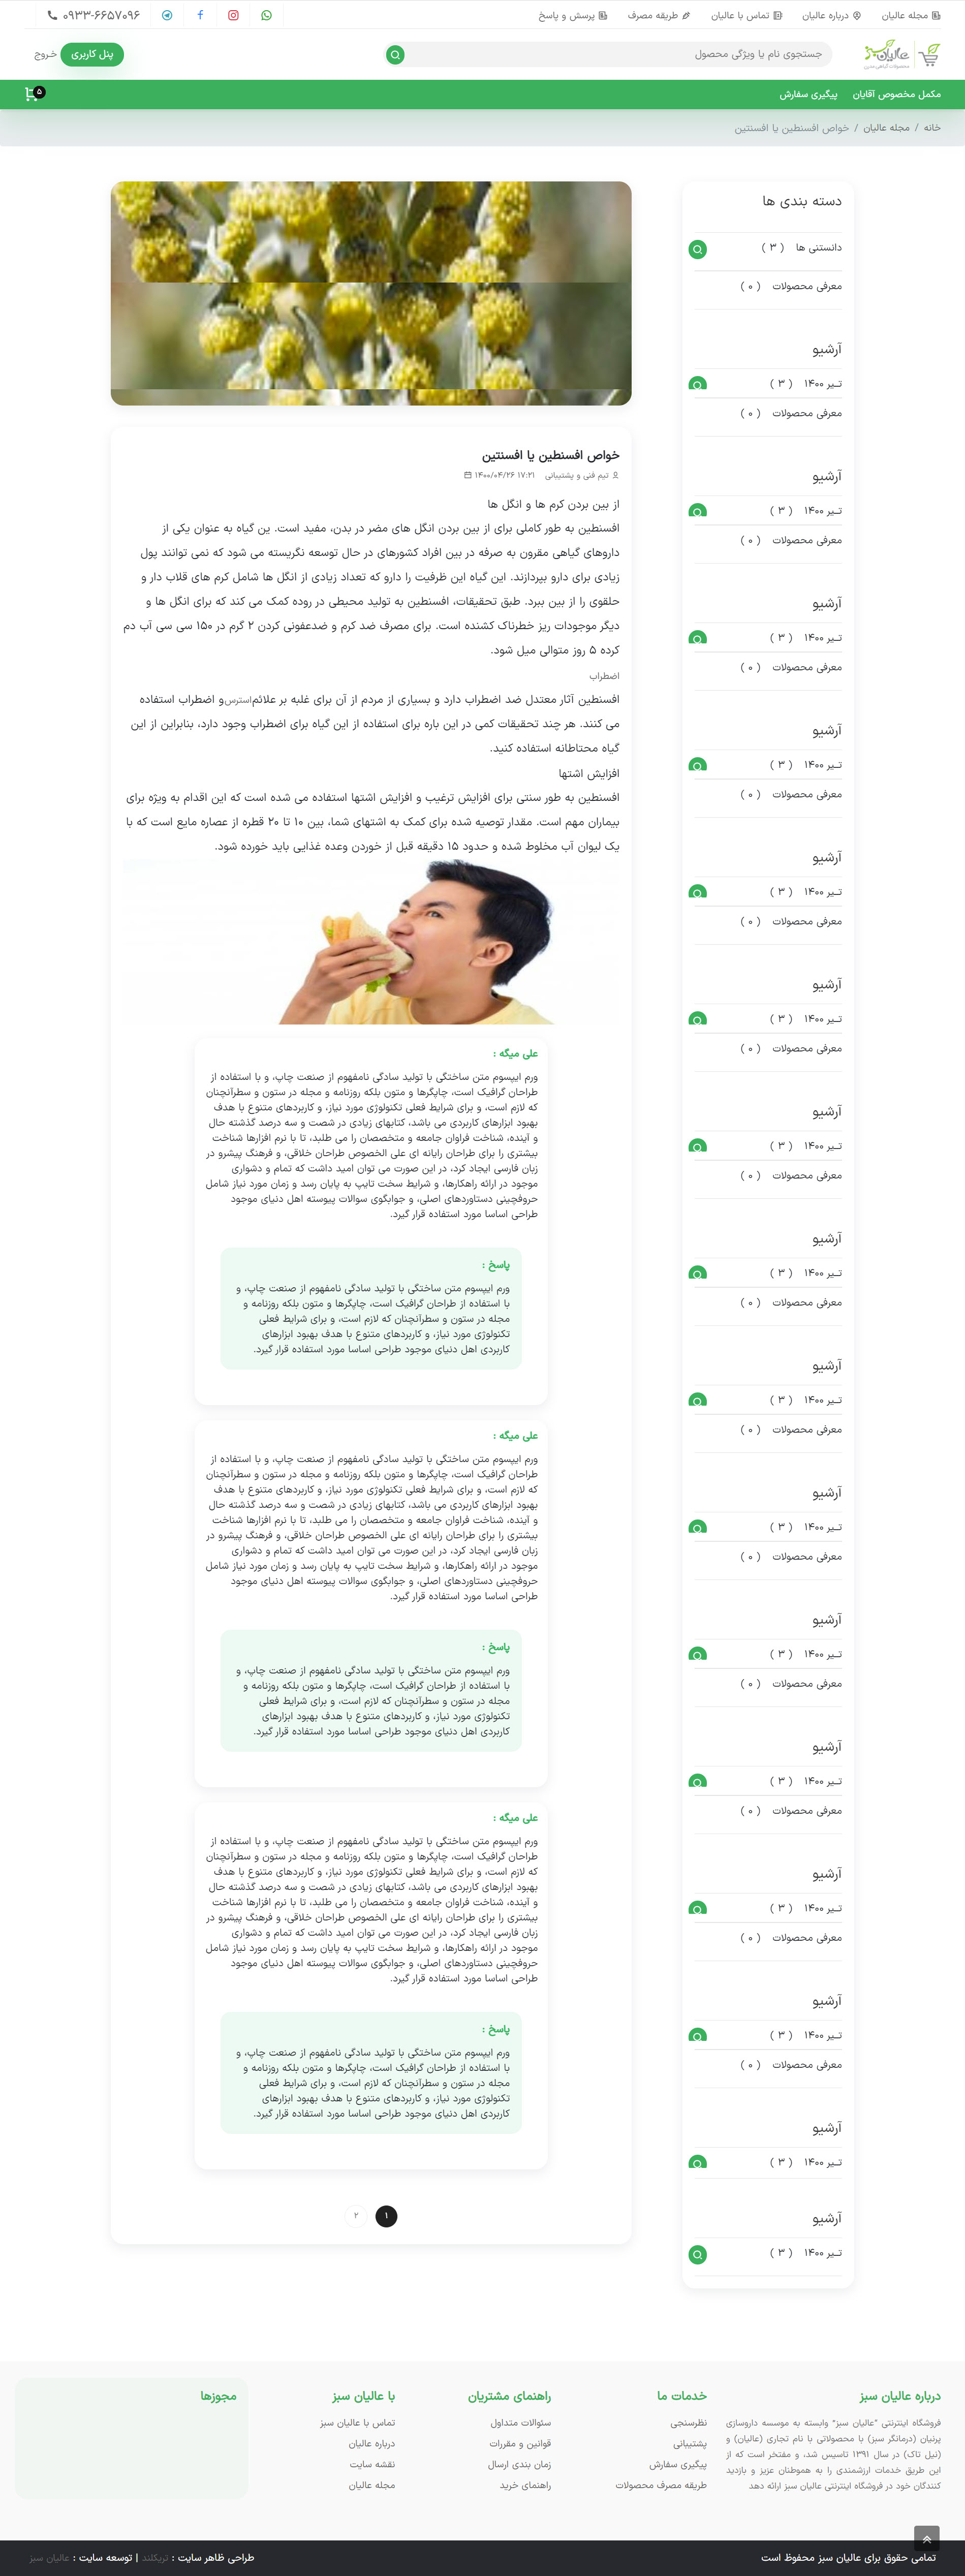 مجله عالیان
درباره عالیان
تماس با عالیان
طریقه مصرف
پرسش و پاسخ
۰۹۳۳-۶۶۵۷۰۹۶
عالیان سبز
محصولات گیاهی مدرن
جستجوی نام یا ویژگی محصول
پنل کاربری
خروج
مکمل مخصوص آقایان
پیگیری سفارش
۵
خانه / مجله عالیان / خواص افسنطین یا افسنتین
دسته بندی ها
دانستنی ها ( ۳ )
معرفی محصولات ( ۰ )
آرشیو
تــیر ۱۴۰۰ ( ۳ )
معرفی محصولات ( ۰ )
آرشیو
تــیر ۱۴۰۰ ( ۳ )
معرفی محصولات ( ۰ )
آرشیو
تــیر ۱۴۰۰ ( ۳ )
معرفی محصولات ( ۰ )
آرشیو
تــیر ۱۴۰۰ ( ۳ )
معرفی محصولات ( ۰ )
آرشیو
تــیر ۱۴۰۰ ( ۳ )
معرفی محصولات ( ۰ )
آرشیو
تــیر ۱۴۰۰ ( ۳ )
معرفی محصولات ( ۰ )
آرشیو
تــیر ۱۴۰۰ ( ۳ )
معرفی محصولات ( ۰ )
آرشیو
تــیر ۱۴۰۰ ( ۳ )
معرفی محصولات ( ۰ )
آرشیو
تــیر ۱۴۰۰ ( ۳ )
معرفی محصولات ( ۰ )
آرشیو
تــیر ۱۴۰۰ ( ۳ )
معرفی محصولات ( ۰ )
آرشیو
تــیر ۱۴۰۰ ( ۳ )
معرفی محصولات ( ۰ )
آرشیو
تــیر ۱۴۰۰ ( ۳ )
معرفی محصولات ( ۰ )
آرشیو
تــیر ۱۴۰۰ ( ۳ )
معرفی محصولات ( ۰ )
آرشیو
تــیر ۱۴۰۰ ( ۳ )
معرفی محصولات ( ۰ )
آرشیو
تــیر ۱۴۰۰ ( ۳ )
آرشیو
تــیر ۱۴۰۰ ( ۳ )
خواص افسنطین یا افسنتین
تیم فنی و پشتیبانی ۱۷:۲۱ ۱۴۰۰/۰۴/۲۶
از بین بردن کرم ها و انگل ها
افسنطین به طور کاملی برای از بین بردن انگل های مضر در بدن، مفید است. ین گیاه به عنوان یکی از
داروهای گیاهی مقرون به صرفه در بین افراد کشورهای در حال توسعه نگریسته می شود که نمی توانند پول
زیادی برای دارو بپردازند. این گیاه این ظرفیت را دارو که تعداد زیادی از انگل ها شامل کرم های قلاب دار و
حلقوی را از بین ببرد. طبق تحقیقات، افسنطین به تولید محیطی در روده کمک می کند که برای انگل ها و
دیگر موجودات ریز خطرناک کشنده است. برای مصرف ضد کرم و ضدعفونی کردن ۲ گرم در ۱۵۰ سی سی آب دم
کرده ۵ روز متوالی میل شود.
اضطراب
افسنطین آثار معتدل ضد اضطراب دارد و بسیاری از مردم از آن برای غلبه بر علائماسترس‌و اضطراب استفاده
می کنند. هر چند تحقیقات کمی در این باره برای استفاده از این گیاه برای اضطراب وجود دارد، بنابراین از این
گیاه محتاطانه استفاده کنید.
افزایش اشتها
افسنطین به طور سنتی برای افزایش ترغیب و افزایش اشتها استفاده می شده است که این اقدام به ویژه برای
بیماران مهم است. مقدار توصیه شده برای کمک به اشتهای شما، بین ۱۰ تا ۲۰ قطره از عصاره مایع است که با
یک لیوان آب مخلوط شده و حدود ۱۵ دقیقه قبل از خوردن وعده غذایی باید خورده شود.
علی میگه :
ورم ایپسوم متن ساختگی با تولید سادگی نامفهوم از صنعت چاپ، و با استفاده از
طراحان گرافیک است، چاپگرها و متون بلکه روزنامه و مجله در ستون و سطرآنچنان
که لازم است، و برای شرایط فعلی تکنولوژی مورد نیاز، و کاربردهای متنوع با هدف
بهبود ابزارهای کاربردی می باشد، کتابهای زیادی در شصت و سه درصد گذشته حال
و آینده، شناخت فراوان جامعه و متخصصان را می طلبد، تا با نرم افزارها شناخت
بیشتری را برای طراحان رایانه ای علی الخصوص طراحان خلاقی، و فرهنگ پیشرو در
زبان فارسی ایجاد کرد، در این صورت می توان امید داشت که تمام و دشواری
موجود در ارائه راهکارها، و شرایط سخت تایپ به پایان رسد و زمان مورد نیاز شامل
حروفچینی دستاوردهای اصلی، و جوابگوی سوالات پیوسته اهل دنیای موجود
طراحی اساسا مورد استفاده قرار گیرد.
پاسخ :
ورم ایپسوم متن ساختگی با تولید سادگی نامفهوم از صنعت چاپ، و
با استفاده از طراحان گرافیک است، چاپگرها و متون بلکه روزنامه و
مجله در ستون و سطرآنچنان که لازم است، و برای شرایط فعلی
تکنولوژی مورد نیاز، و کاربردهای متنوع با هدف بهبود ابزارهای
کاربردی اهل دنیای موجود طراحی اساسا مورد استفاده قرار گیرد.
علی میگه :
ورم ایپسوم متن ساختگی با تولید سادگی نامفهوم از صنعت چاپ، و با استفاده از
طراحان گرافیک است، چاپگرها و متون بلکه روزنامه و مجله در ستون و سطرآنچنان
که لازم است، و برای شرایط فعلی تکنولوژی مورد نیاز، و کاربردهای متنوع با هدف
بهبود ابزارهای کاربردی می باشد، کتابهای زیادی در شصت و سه درصد گذشته حال
و آینده، شناخت فراوان جامعه و متخصصان را می طلبد، تا با نرم افزارها شناخت
بیشتری را برای طراحان رایانه ای علی الخصوص طراحان خلاقی، و فرهنگ پیشرو در
زبان فارسی ایجاد کرد، در این صورت می توان امید داشت که تمام و دشواری
موجود در ارائه راهکارها، و شرایط سخت تایپ به پایان رسد و زمان مورد نیاز شامل
حروفچینی دستاوردهای اصلی، و جوابگوی سوالات پیوسته اهل دنیای موجود
طراحی اساسا مورد استفاده قرار گیرد.
پاسخ :
ورم ایپسوم متن ساختگی با تولید سادگی نامفهوم از صنعت چاپ، و
با استفاده از طراحان گرافیک است، چاپگرها و متون بلکه روزنامه و
مجله در ستون و سطرآنچنان که لازم است، و برای شرایط فعلی
تکنولوژی مورد نیاز، و کاربردهای متنوع با هدف بهبود ابزارهای
کاربردی اهل دنیای موجود طراحی اساسا مورد استفاده قرار گیرد.
علی میگه :
ورم ایپسوم متن ساختگی با تولید سادگی نامفهوم از صنعت چاپ، و با استفاده از
طراحان گرافیک است، چاپگرها و متون بلکه روزنامه و مجله در ستون و سطرآنچنان
که لازم است، و برای شرایط فعلی تکنولوژی مورد نیاز، و کاربردهای متنوع با هدف
بهبود ابزارهای کاربردی می باشد، کتابهای زیادی در شصت و سه درصد گذشته حال
و آینده، شناخت فراوان جامعه و متخصصان را می طلبد، تا با نرم افزارها شناخت
بیشتری را برای طراحان رایانه ای علی الخصوص طراحان خلاقی، و فرهنگ پیشرو در
زبان فارسی ایجاد کرد، در این صورت می توان امید داشت که تمام و دشواری
موجود در ارائه راهکارها، و شرایط سخت تایپ به پایان رسد و زمان مورد نیاز شامل
حروفچینی دستاوردهای اصلی، و جوابگوی سوالات پیوسته اهل دنیای موجود
طراحی اساسا مورد استفاده قرار گیرد.
پاسخ :
ورم ایپسوم متن ساختگی با تولید سادگی نامفهوم از صنعت چاپ، و
با استفاده از طراحان گرافیک است، چاپگرها و متون بلکه روزنامه و
مجله در ستون و سطرآنچنان که لازم است، و برای شرایط فعلی
تکنولوژی مورد نیاز، و کاربردهای متنوع با هدف بهبود ابزارهای
کاربردی اهل دنیای موجود طراحی اساسا مورد استفاده قرار گیرد.
۱ ۲
درباره عالیان سبز
فروشگاه اینترنتی ”عالیان سبز“ وابسته به موسسه داروسازی
پرنیان (درمانگر سبز) با محصولاتی با نام تجاری (عالیان) و
(نیل تاک) در سال ۱۳۹۱ تاسیس شد، و مفتخر است که از
این طریق خدمات ارزشمندی را به هموطنان عزیز و بازدید
کنندگان خود در فروشگاه اینترنتی عالیان سبز ارائه دهد
خدمات ما
نظرسنجی
پشتیبانی
پیگیری سفارش
طریقه مصرف محصولات
راهنمای مشتریان
سئوالات متداول
قوانین و مقررات
زمان بندی ارسال
راهنمای خرید
با عالیان سبز
تماس با عالیان سبز
درباره عالیان
نقشه سایت
مجله عالیان
مجوزها
تمامی حقوق برای عالیان سبز محفوظ است
طراحی ظاهر سایت : تریکلند | توسعه سایت : عالیان سبز